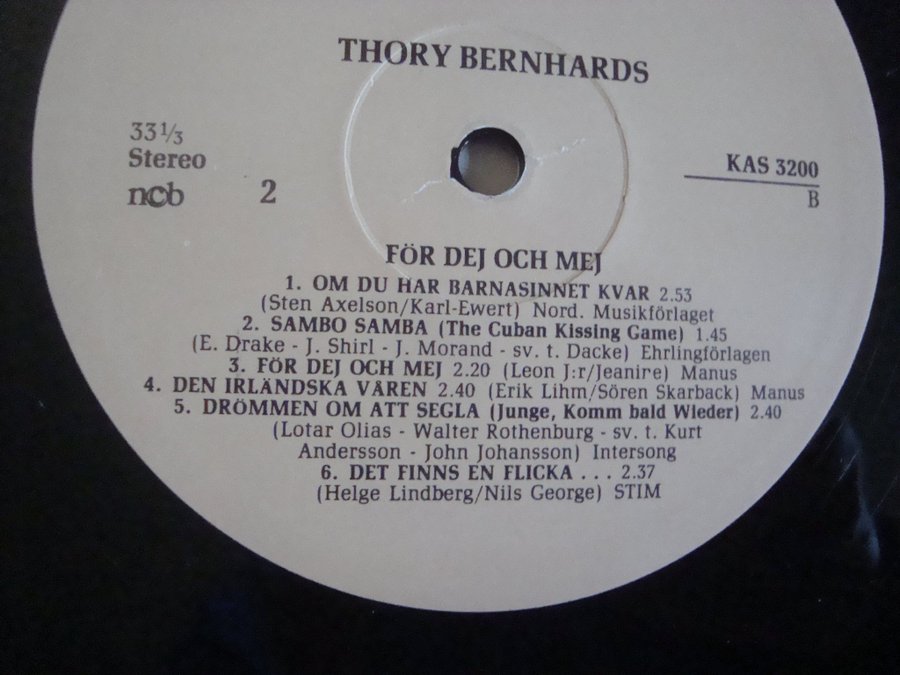 THORY BERNHARDS
33⅓
Stereo
ncb
2
KAS 3200
B
FÖR DEJ OCH MEJ
1. OM DU HAR BARNASINNET KVAR 2.53
(Sten Axelson/Karl-Ewert) Nord. Musikförlaget
2. SAMBO SAMBA (The Cuban Kissing Game) 1.45
(E. Drake - J. Shirl - J. Morand - sv. t. Dacke) Ehrlingförlagen
3. FÖR DEJ OCH MEJ 2.20 (Leon J:r/Jeanire) Manus
4. DEN IRLÄNDSKA VÅREN 2.40 (Erik Lihm/Sören Skarback) Manus
5. DRÖMMEN OM ATT SEGLA (Junge, Komm bald Wieder) 2.40
(Lotar Olias - Walter Rothenburg - sv. t. Kurt
Andersson - John Johansson) Intersong
6. DET FINNS EN FLICKA . . . 2.37
(Helge Lindberg/Nils George) STIM